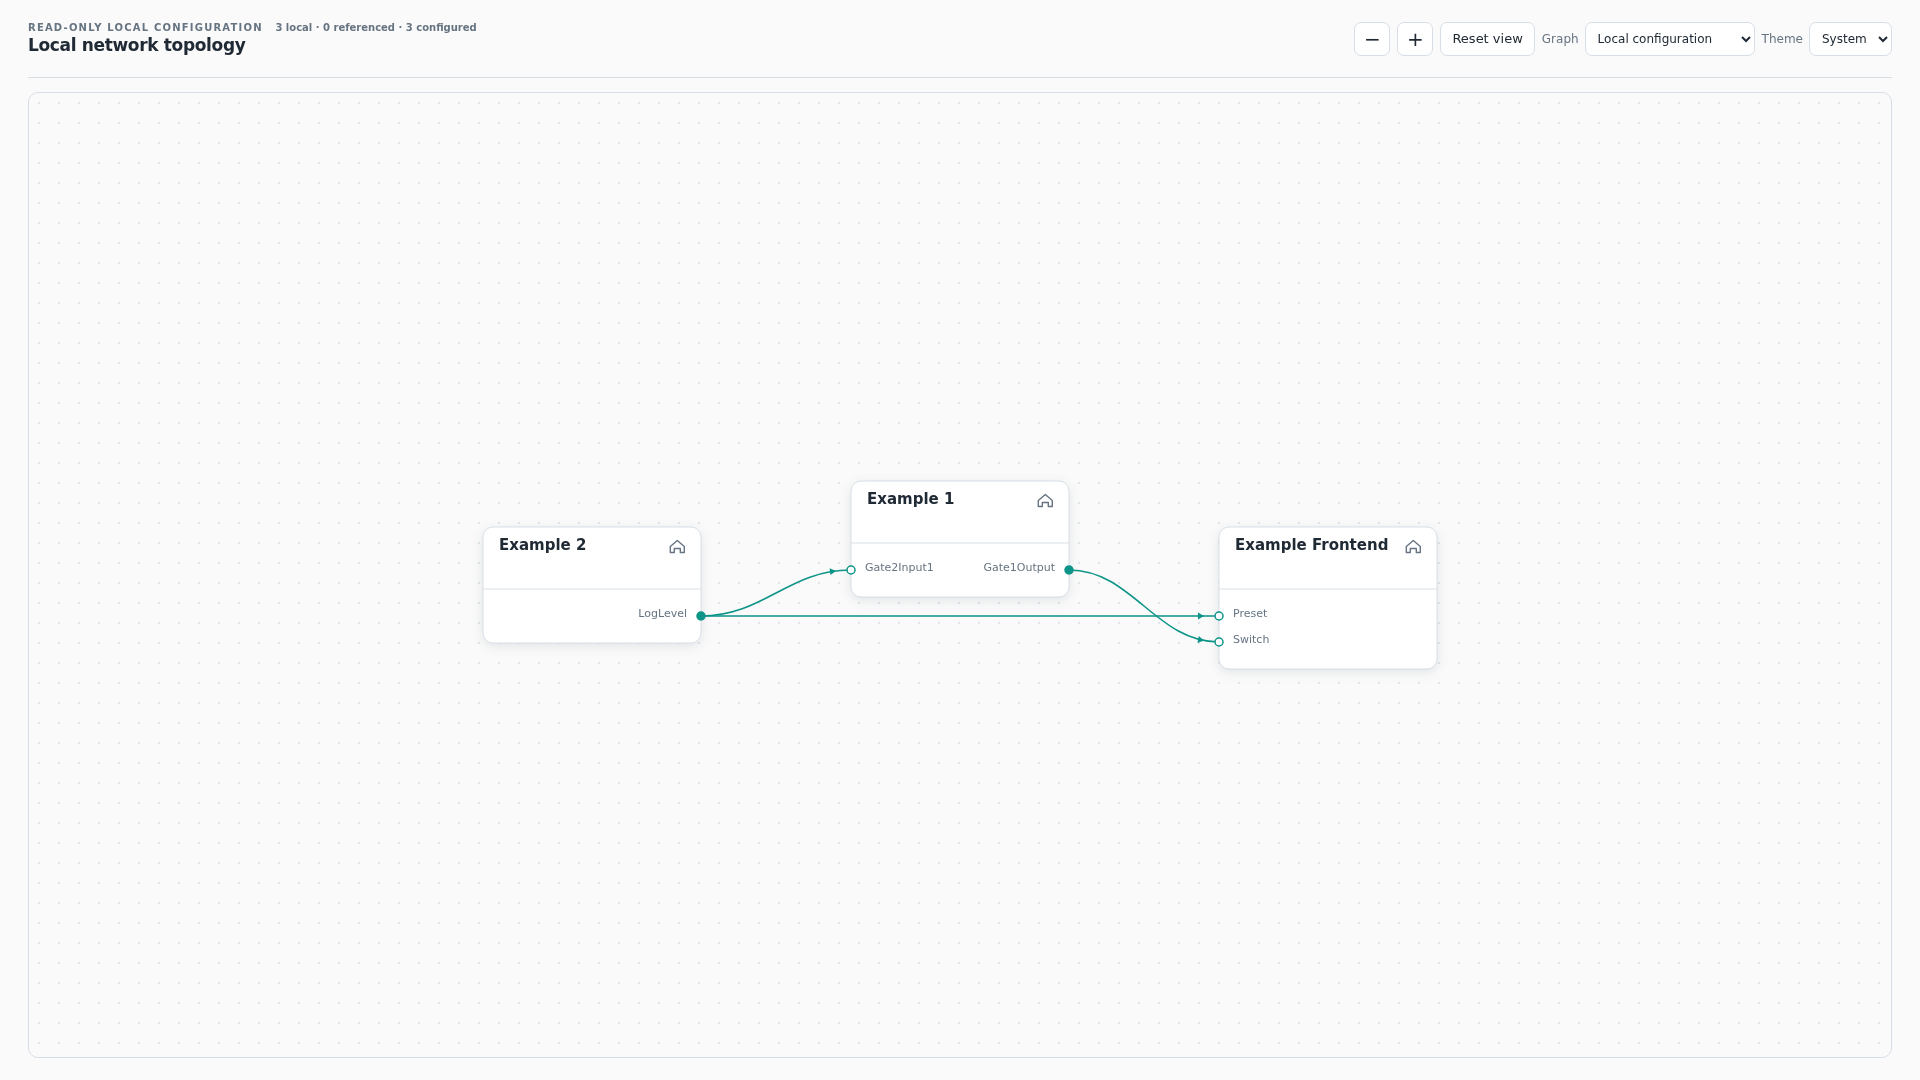 READ-ONLY LOCAL CONFIGURATION 3 local · 0 referenced · 3 configured
Local network topology
− + Reset view Graph Local configuration Theme System
Example 1
Gate2Input1 Gate1Output
Example 2
LogLevel
Example Frontend
Preset
Switch